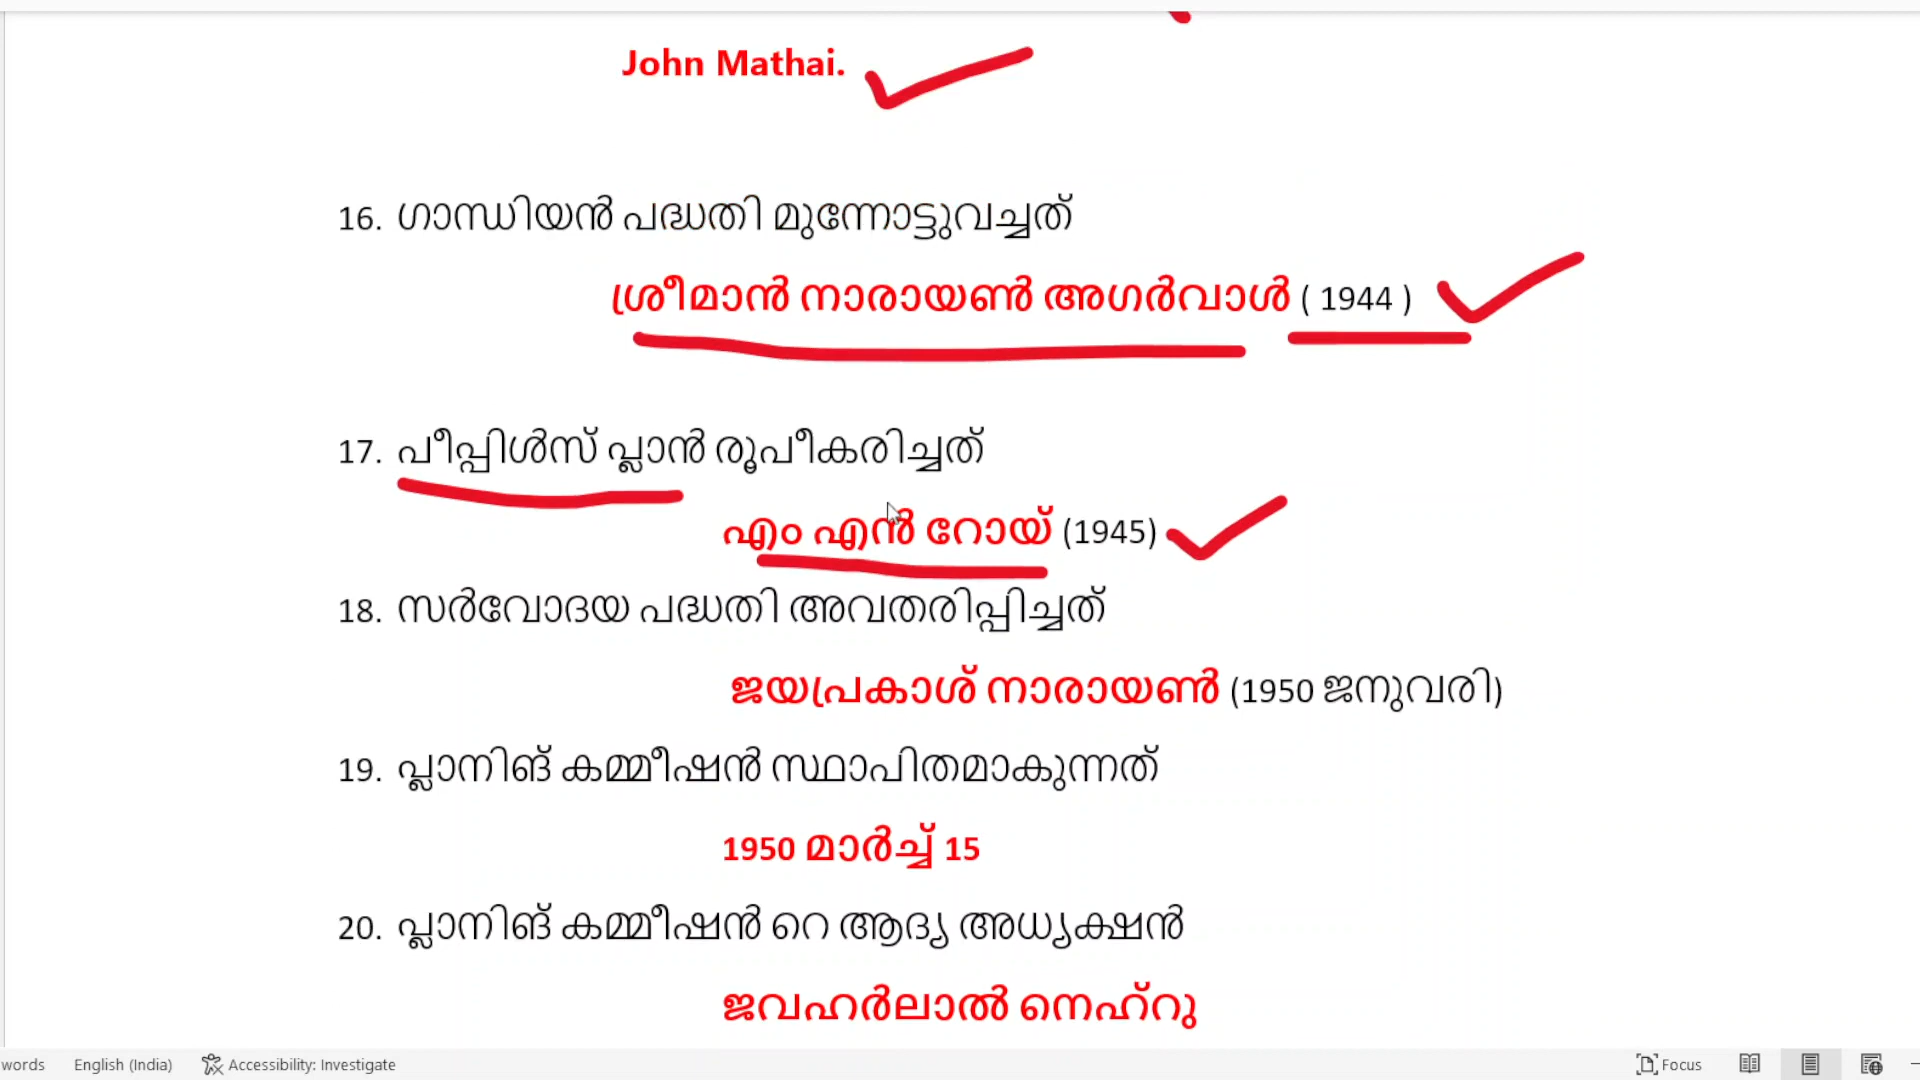 John Mathai.
16. ഗാന്ധിയൻ പദ്ധതി മുന്നോട്ടുവച്ചത്
ശ്രീമാൻ നാരായൺ അഗർവാൾ ( 1944 )
17. പീപ്പിൾസ് പ്ലാൻ രൂപീകരിച്ചത്
എം എൻ റോയ് (1945)
18. സർവോദയ പദ്ധതി അവതരിപ്പിച്ചത്
ജയപ്രകാശ് നാരായൺ (1950 ജനുവരി)
19. പ്ലാനിങ് കമ്മീഷൻ സ്ഥാപിതമാകുന്നത്
1950 മാർച്ച് 15
20. പ്ലാനിങ് കമ്മീഷൻ റെ ആദ്യ അധ്യക്ഷൻ
ജവഹർലാൽ നെഹ്റു
words English (India) Accessibility: Investigate Focus